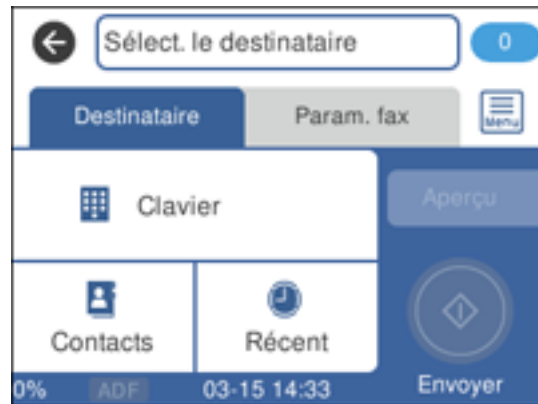 Sélect. le destinataire
0
Destinataire
Param. fax
Menu
Clavier
Aperçu
Contacts
Récent
0%
ADF
03-15 14:33
Envoyer